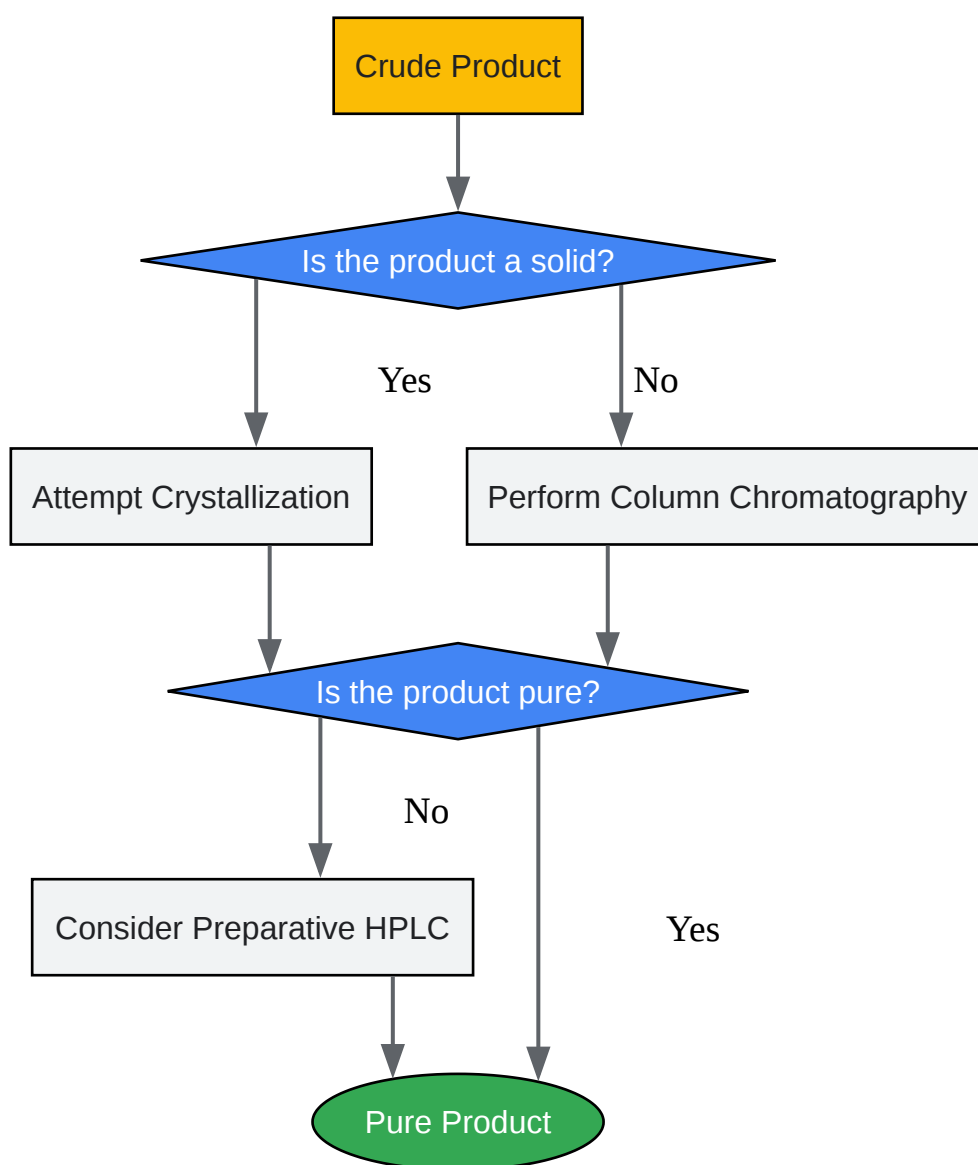 Crude Product
Is the product a solid?
Yes
No
Attempt Crystallization
Perform Column Chromatography
Is the product pure?
No
Consider Preparative HPLC
Yes
Pure Product